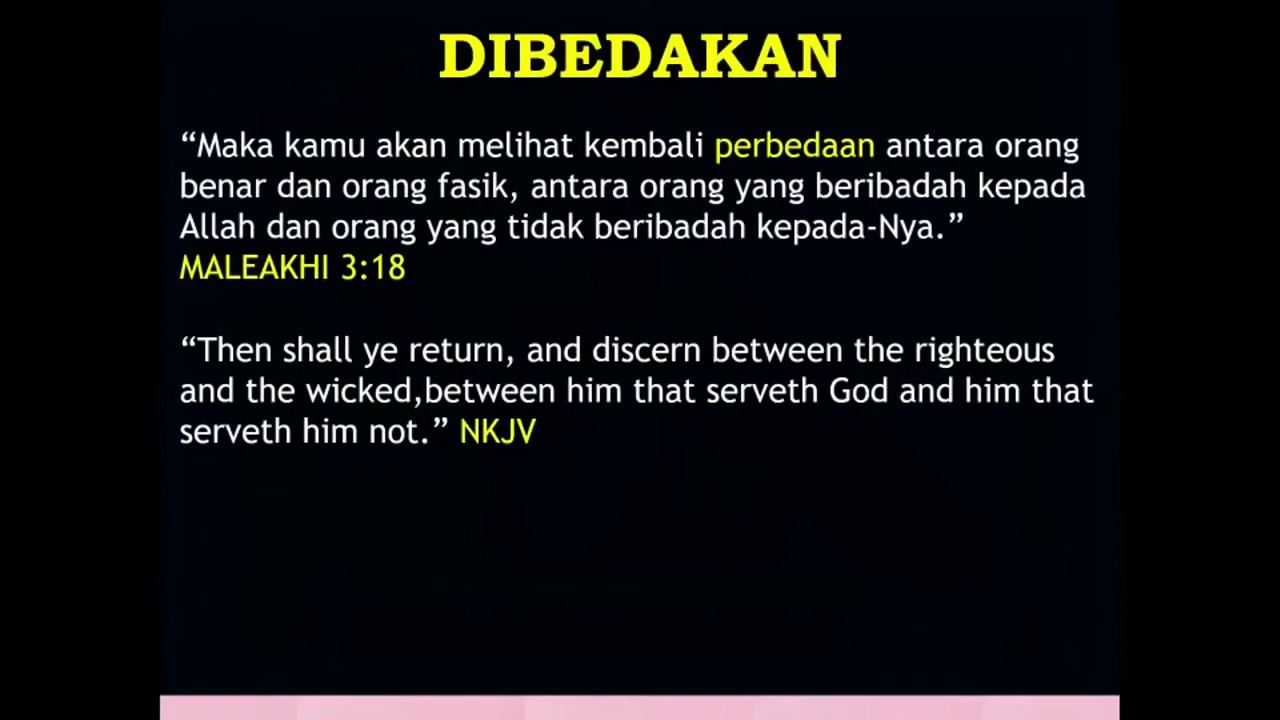 DIBEDAKAN
“Maka kamu akan melihat kembali perbedaan antara orang
benar dan orang fasik, antara orang yang beribadah kepada
Allah dan orang yang tidak beribadah kepada-Nya.”
MALEAKHI 3:18
“Then shall ye return, and discern between the righteous
and the wicked,between him that serveth God and him that
serveth him not.” NKJV